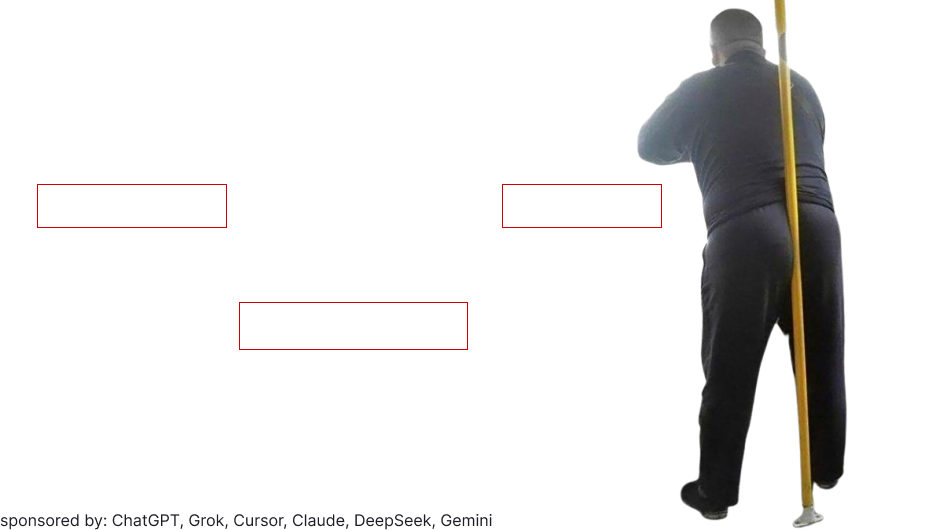 sponsored by: ChatGPT, Grok, Cursor, Claude, DeepSeek, Gemini